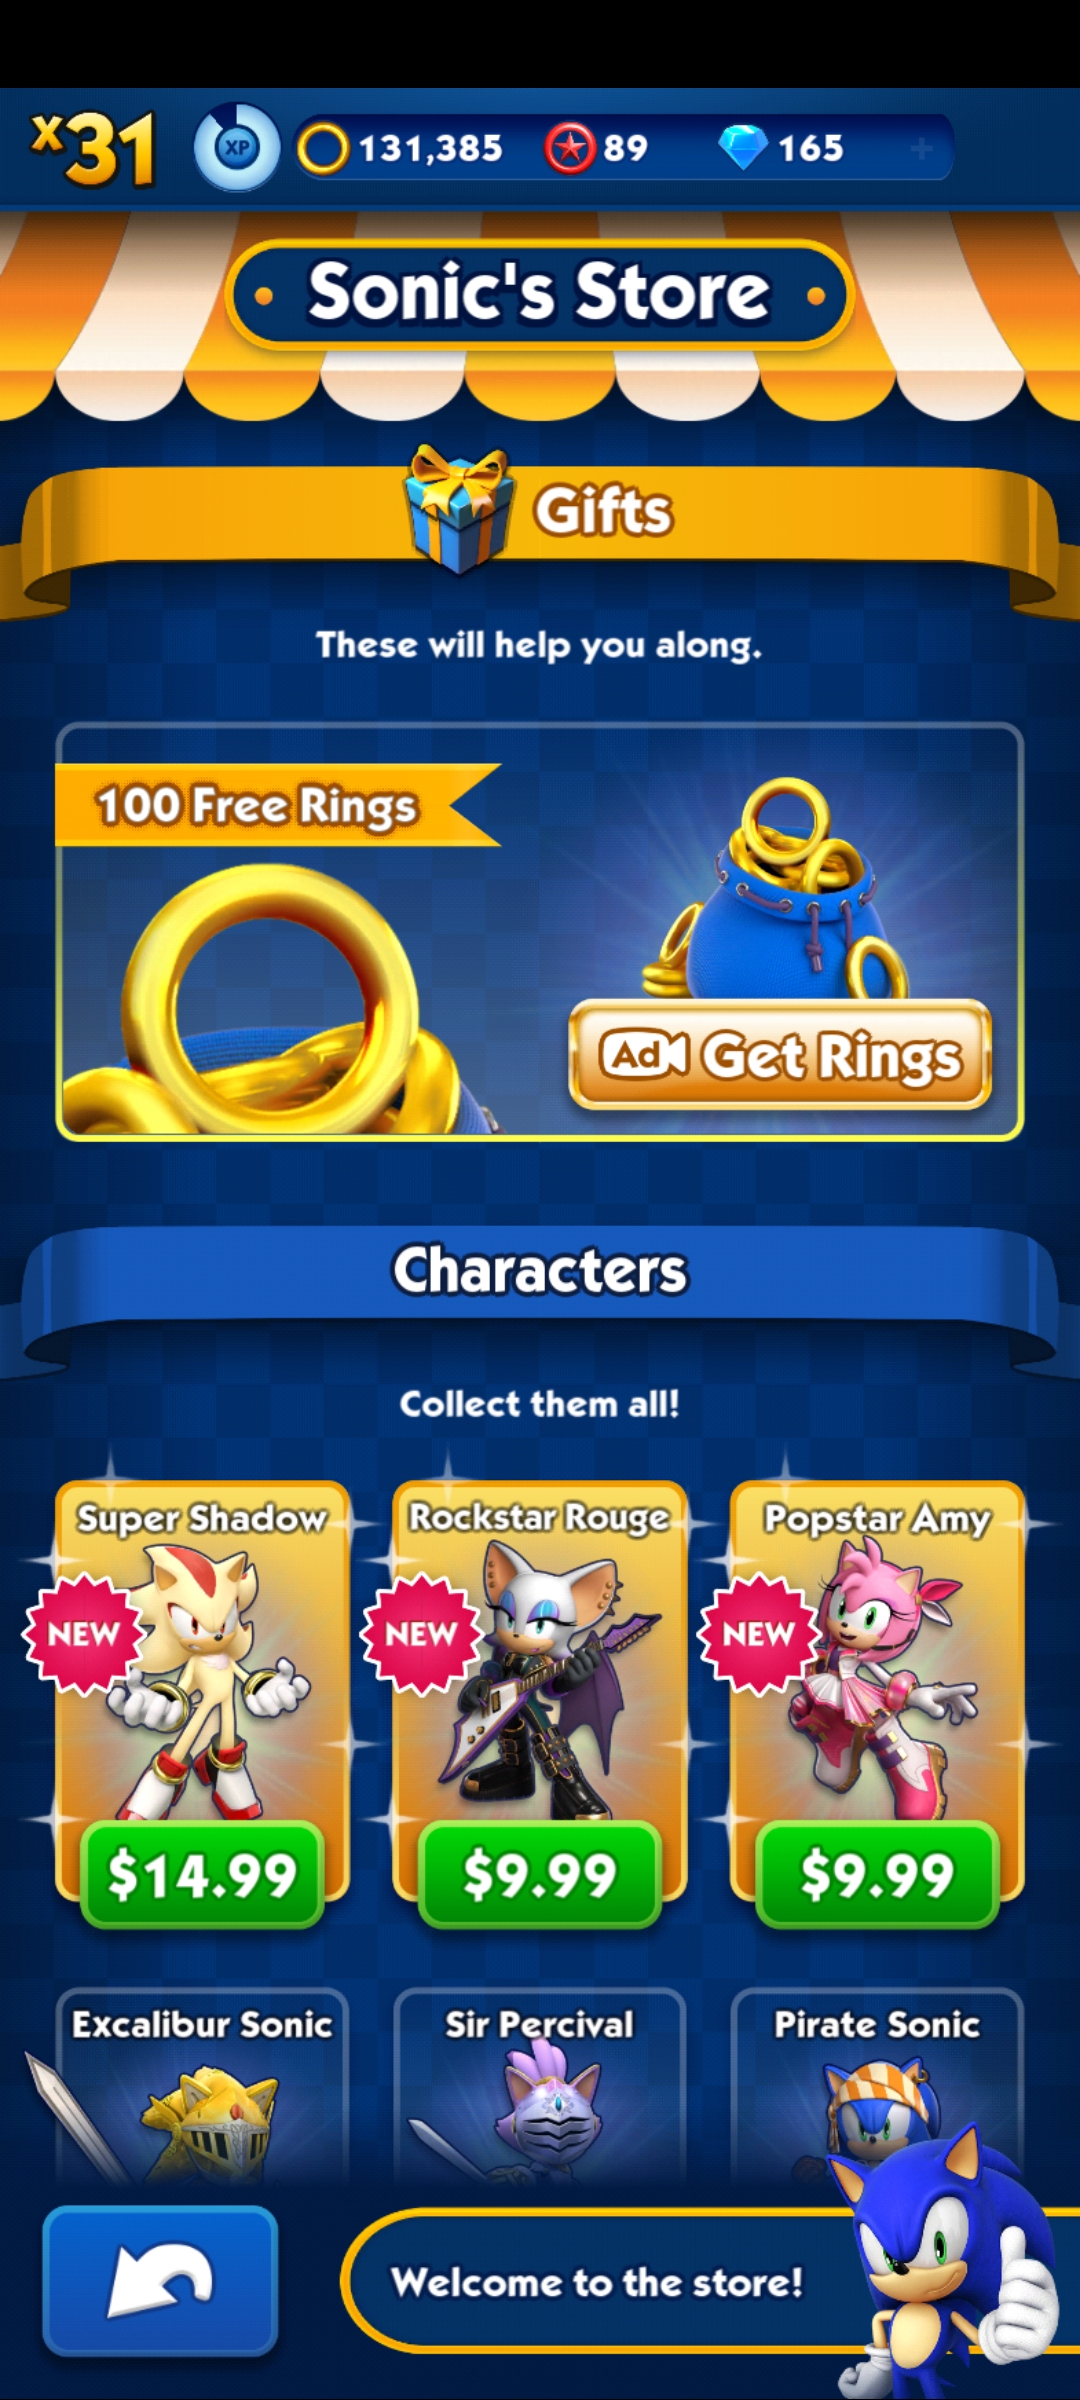 x31 XP 131,385 89 165 +
Sonic's Store
Gifts
These will help you along.
100 Free Rings
Ad Get Rings
Characters
Collect them all!
Super Shadow Rockstar Rouge Popstar Amy
NEW NEW NEW
$14.99 $9.99 $9.99
Excalibur Sonic Sir Percival Pirate Sonic
Welcome to the store!